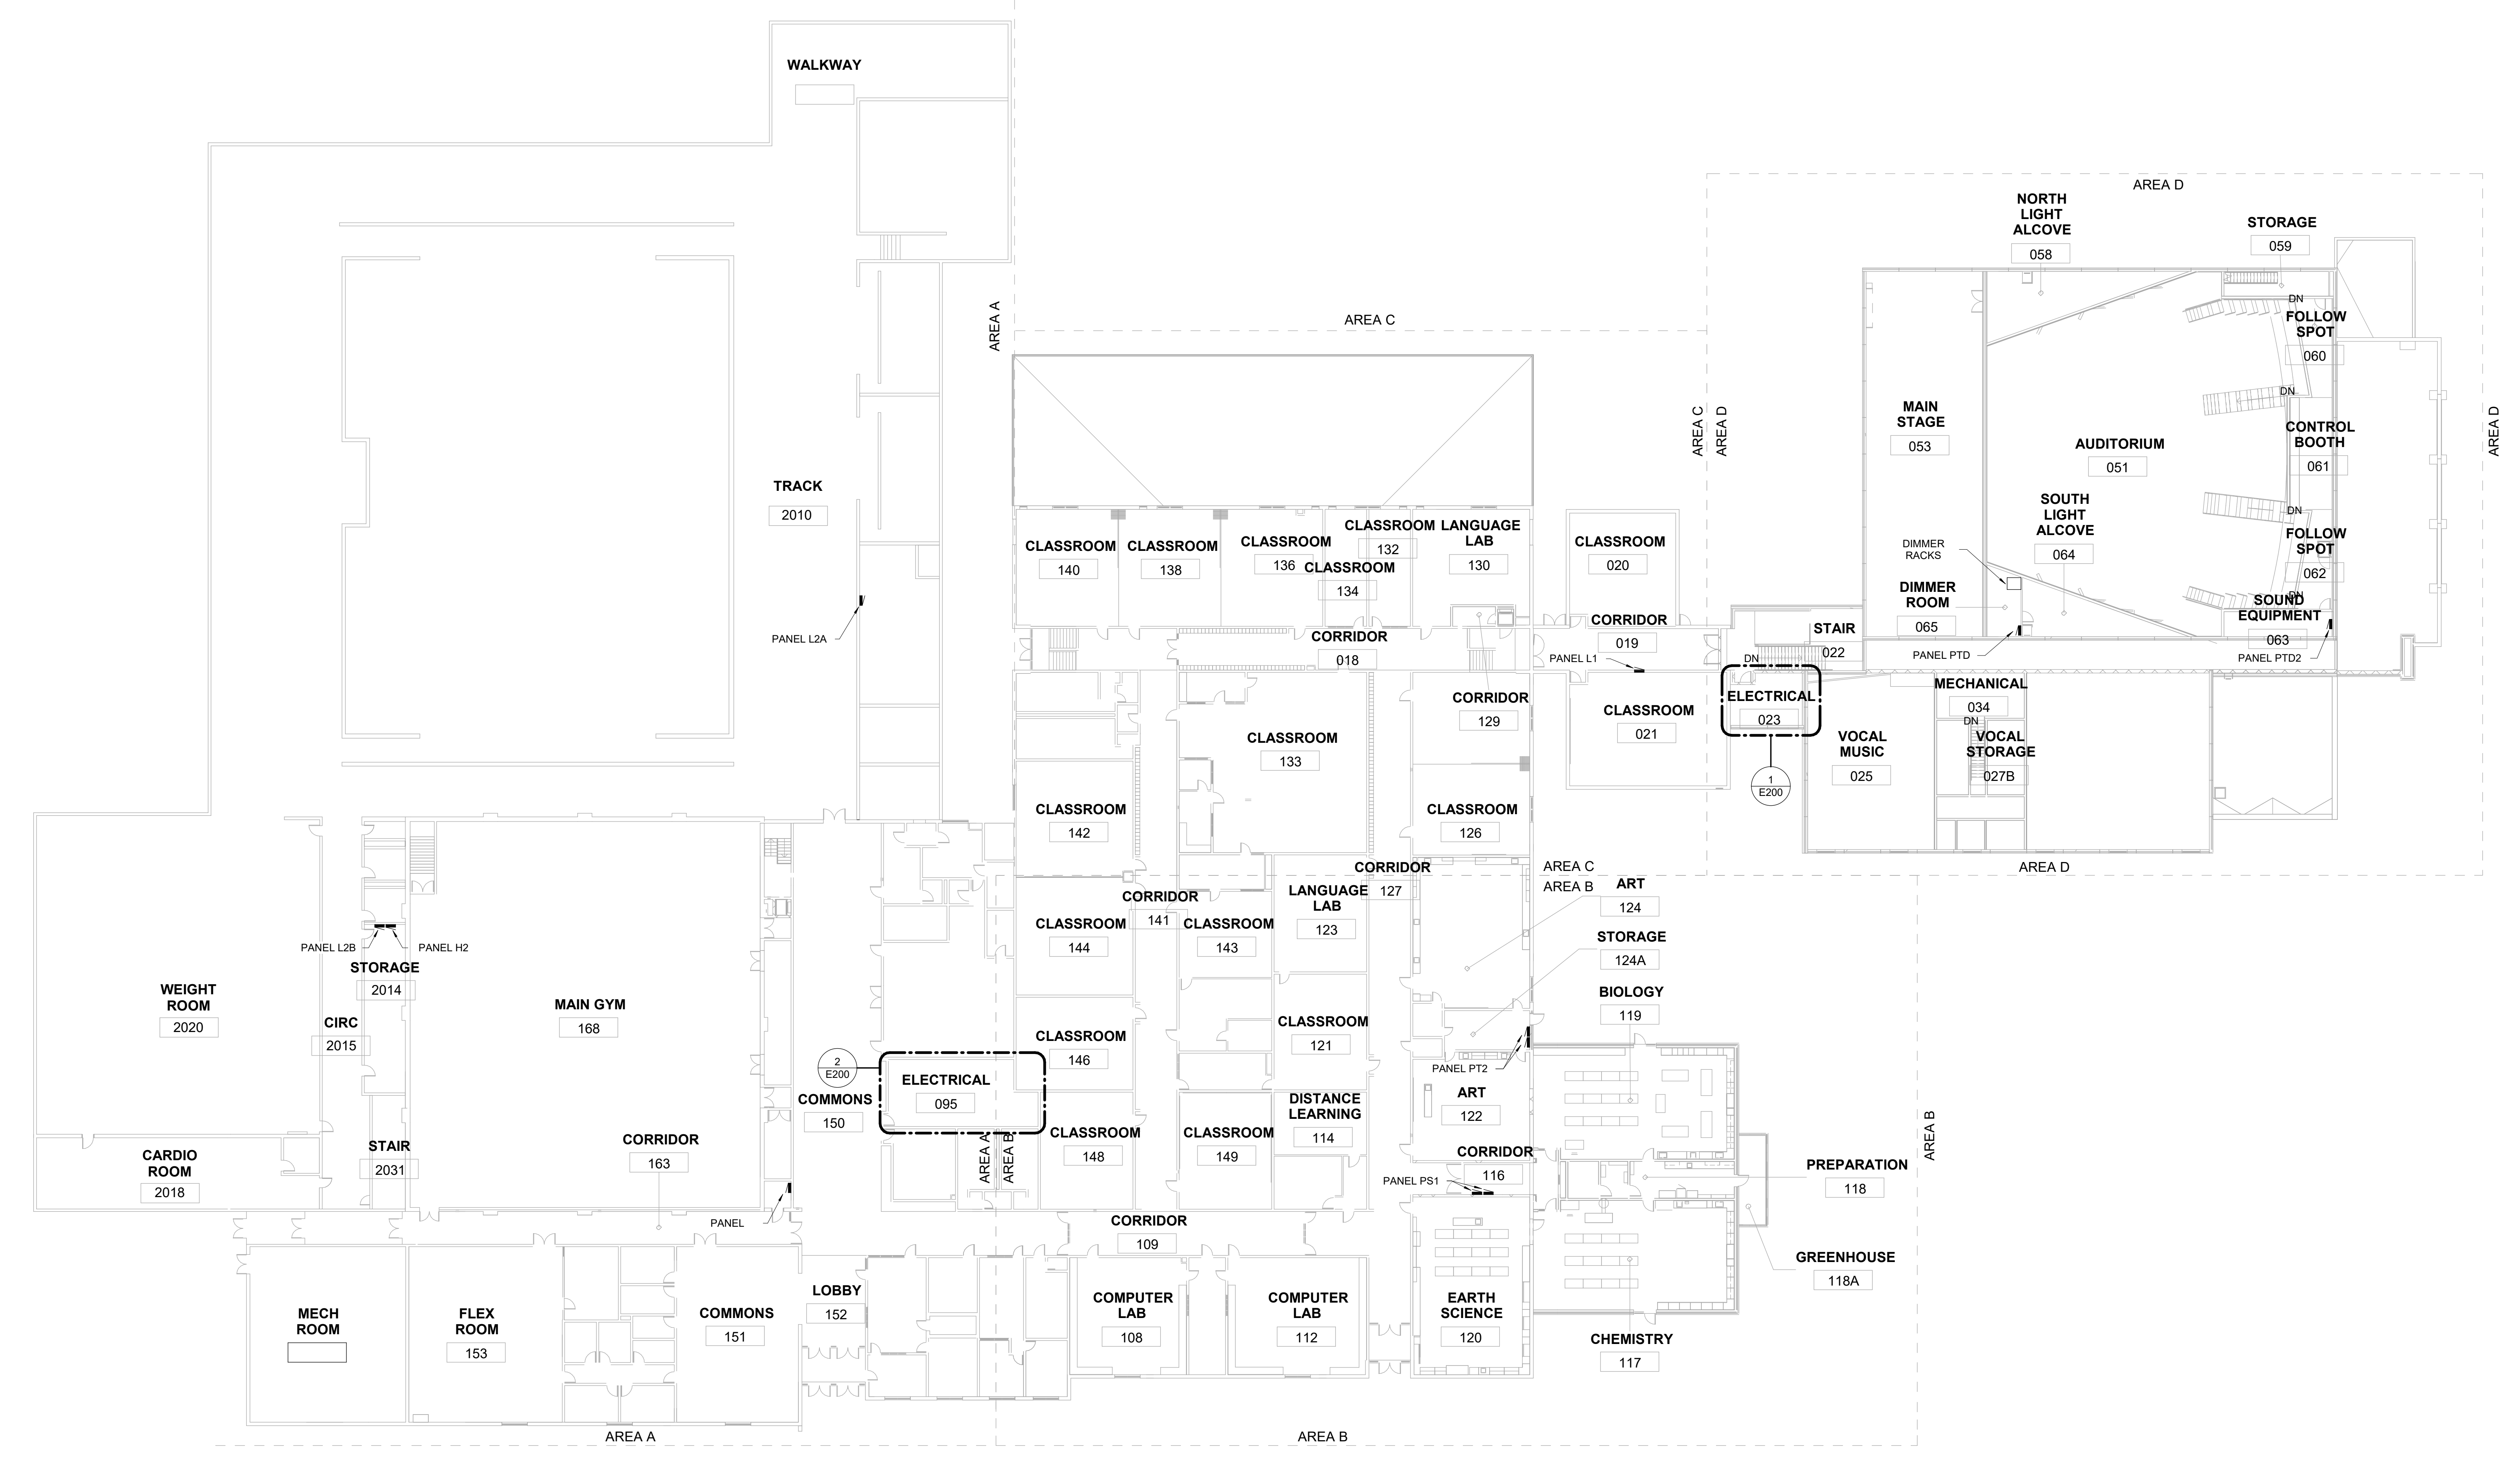 WALKWAY
AREA D
NORTH
LIGHT
ALCOVE
058
STORAGE
059
AREA A
AREA C
DN
FOLLOW
SPOT
060
DN
AREA C
AREA D
MAIN
STAGE
053
AUDITORIUM
051
CONTROL
BOOTH
061
AREA D
TRACK
2010
SOUTH
LIGHT
ALCOVE
064
DN
FOLLOW
SPOT
062
DN
CLASSROOM
140
CLASSROOM
138
CLASSROOM
136
CLASSROOM
132
CLASSROOM
134
LANGUAGE
LAB
130
CLASSROOM
020
DIMMER
RACKS
DIMMER
ROOM
065
SOUND
EQUIPMENT
063
PANEL L2A
CORRIDOR
018
CORRIDOR
019
STAIR
022
PANEL L1
DN
PANEL PTD
PANEL PTD2
CORRIDOR
129
CLASSROOM
021
ELECTRICAL
023
1
E200
MECHANICAL
034
DN
VOCAL
MUSIC
025
VOCAL
STORAGE
027B
CLASSROOM
133
CLASSROOM
142
CLASSROOM
126
CORRIDOR
127
AREA C
AREA B
AREA D
ART
124
LANGUAGE
LAB
123
CORRIDOR
141
CLASSROOM
144
CLASSROOM
143
STORAGE
124A
PANEL L2B
PANEL H2
STORAGE
2014
WEIGHT
ROOM
2020
MAIN GYM
168
CIRC
2015
BIOLOGY
119
CLASSROOM
146
CLASSROOM
121
2
E200
ELECTRICAL
095
PANEL PT2
COMMONS
150
ART
122
DISTANCE
LEARNING
114
AREA B
CARDIO
ROOM
2018
STAIR
2031
CORRIDOR
163
AREA A
AREA B
CLASSROOM
148
CLASSROOM
149
CORRIDOR
116
PANEL PS1
PREPARATION
118
PANEL
CORRIDOR
109
GREENHOUSE
118A
MECH
ROOM
FLEX
ROOM
153
COMMONS
151
LOBBY
152
COMPUTER
LAB
108
COMPUTER
LAB
112
EARTH
SCIENCE
120
CHEMISTRY
117
AREA A
AREA B